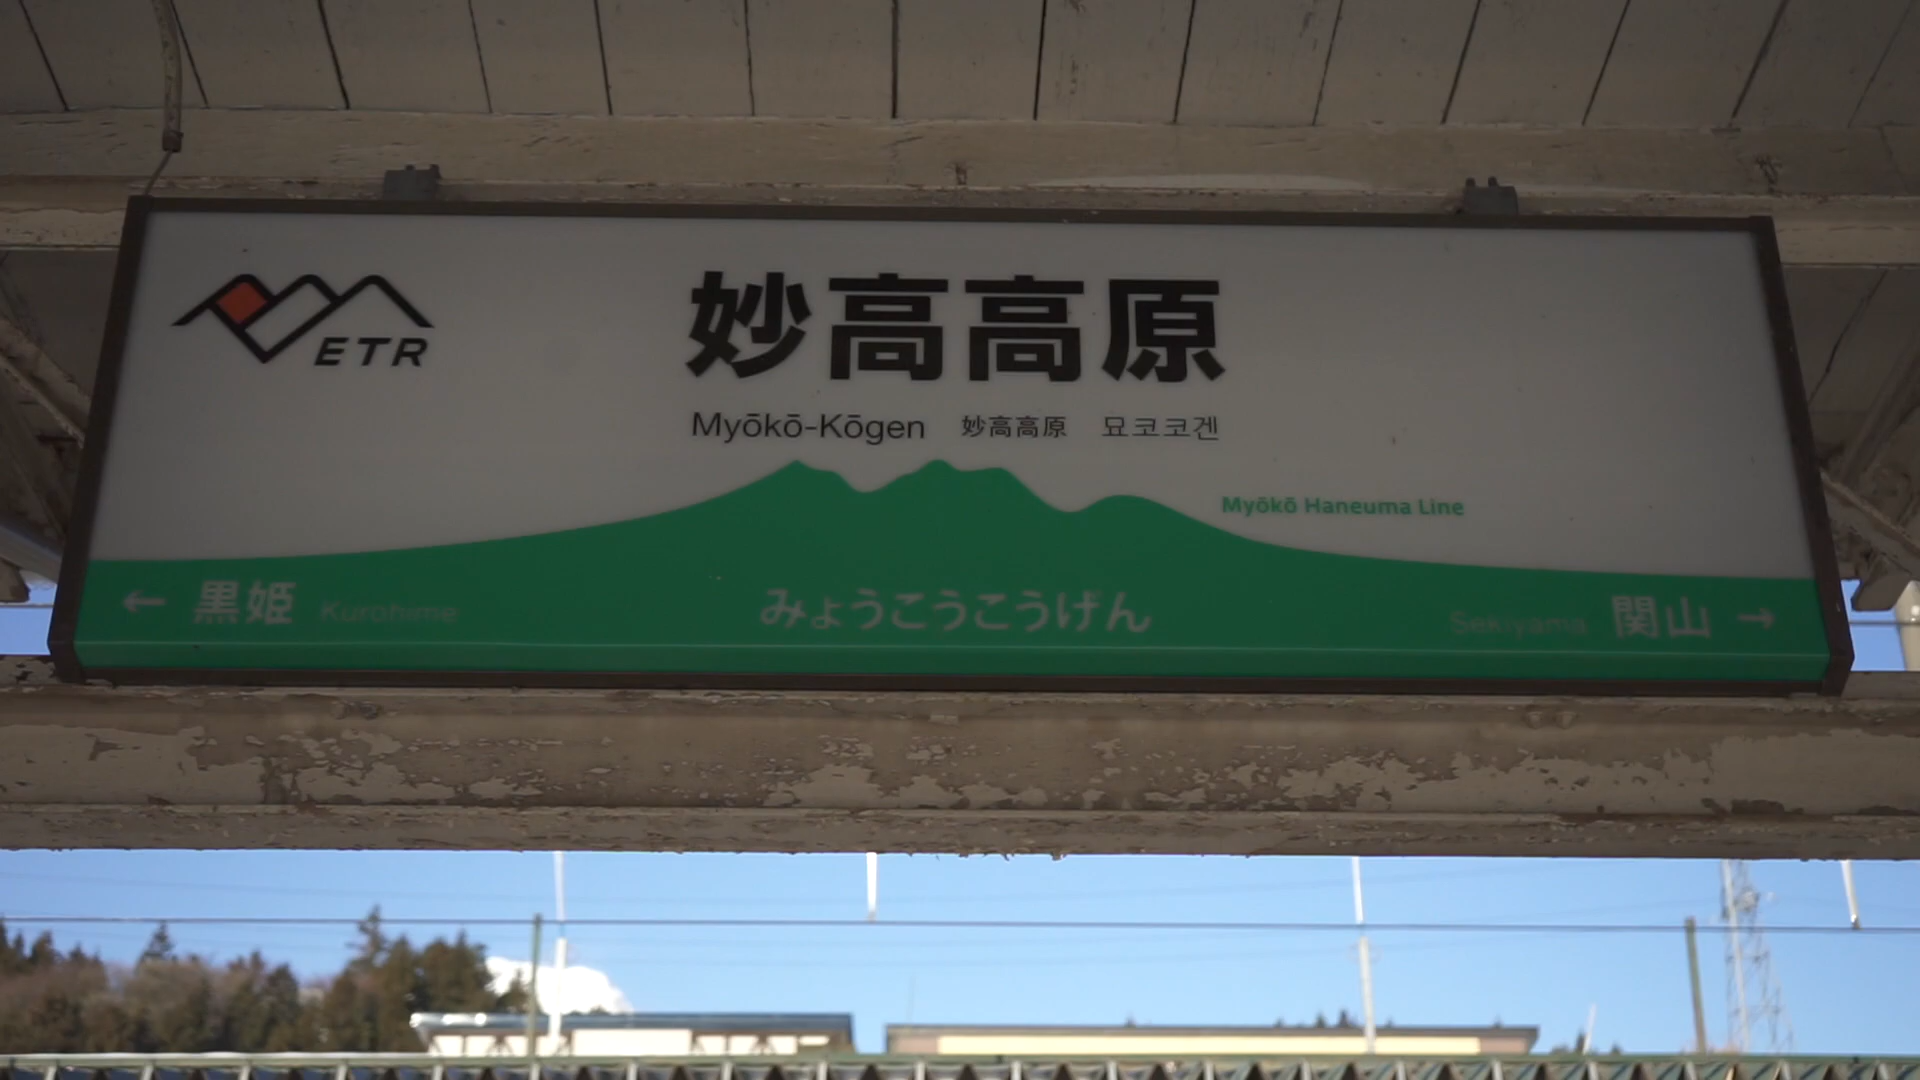 ETR
妙高高原
Myōkō-Kōgen 妙高高原 묘코코겐
Myōkō Haneuma Line
← 黒姫 Kurohime
みょうこうこうげん
Sekiyama 関山 →